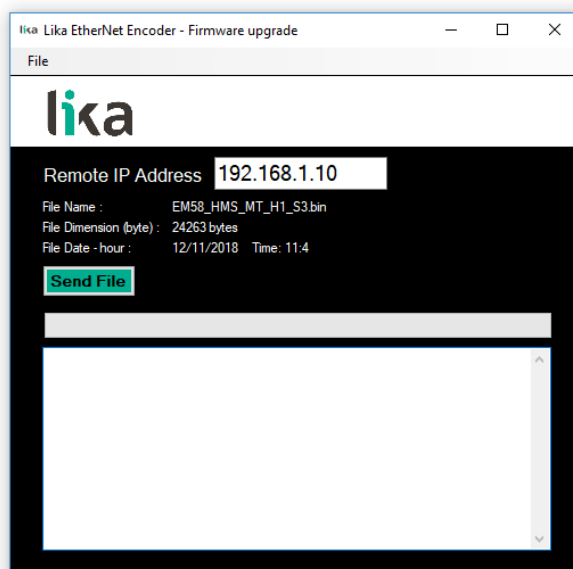 lika Lika EtherNet Encoder - Firmware upgrade
File
lika
Remote IP Address 192.168.1.10
File Name : EM58_HMS_MT_H1_S3.bin
File Dimension (byte) : 24263 bytes
File Date - hour : 12/11/2018 Time: 11:4
Send File